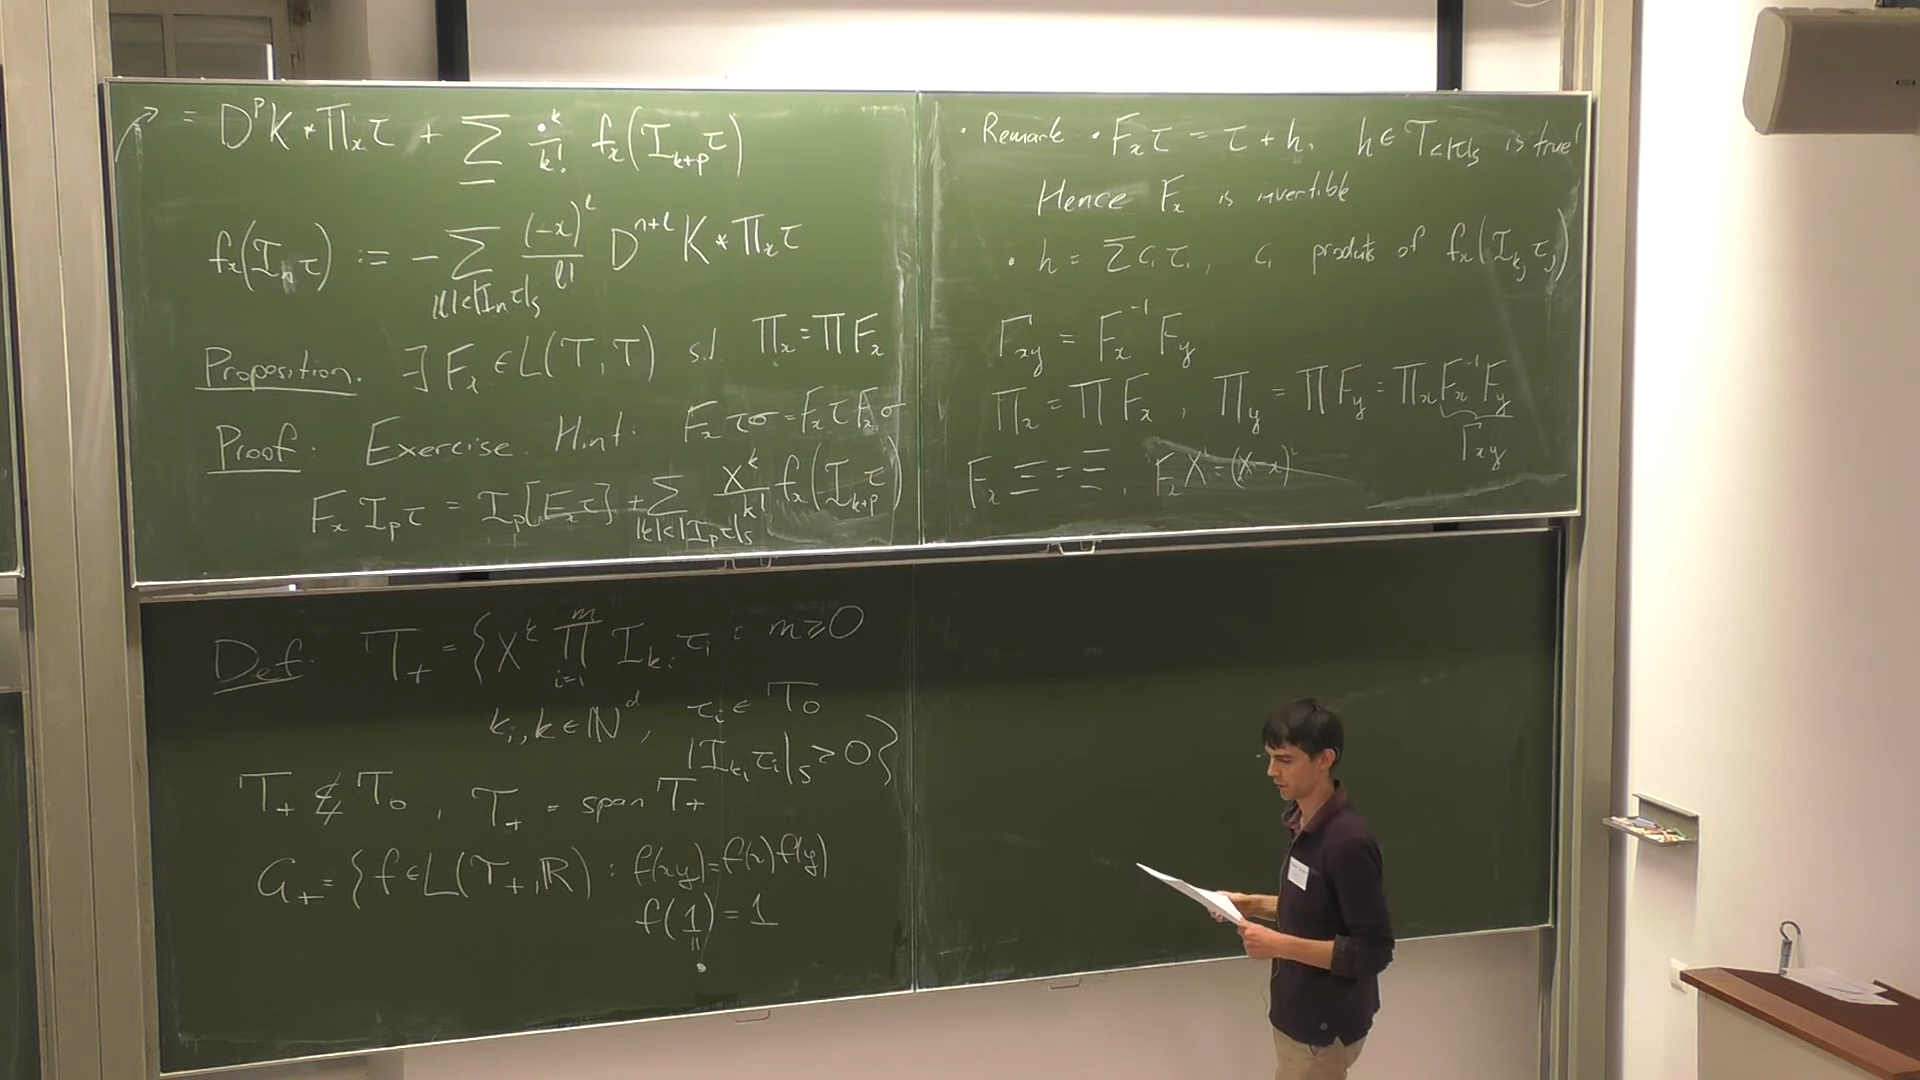 = D^p K * Π_x τ + Σ •^k/k! f_x(I_{k+p} τ)
f_x(I_n τ) := - Σ_{|l|<|I_n τ|_s} (-x)^l/l! D^{n+l} K * Π_x τ
Proposition. ∃ F_x ∈ L(T, T) s.t. Π_x = Π F_x
Proof: Exercise. Hint: F_x τσ = F_x τ F_x σ
F_x I_p τ = I_p[F_x τ] + Σ_{|k|<|I_p τ|_s} X^k/k! f_x(I_{k+p} τ)
· Remark • F_x τ = τ + h, h ∈ T_{<|τ|_s} is true!
Hence F_x is invertible
• h = Σ c_i τ_i, c_i products of f_x(I_{k_j} τ_j)
Γ_{xy} = F_x^{-1} F_y
Π_x = Π F_x, Π_y = Π F_y = Π_x F_x^{-1} F_y
Γ_{xy}
F_x Ξ = Ξ, F_x X^l = (X - x)^l
Def. T_+ = {X^k ∏_{i=1}^m I_{k_i} τ_i : m ≥ 0
k_i, k ∈ ℕ^d, τ_i ∈ T_0
|I_{k_i} τ_i|_s > 0}
T_+ ⊄ T_0, T_+ = span T_+
G_+ = {f ∈ L(T_+, ℝ) : f(xy) = f(x) f(y)
f(1) = 1
"
•